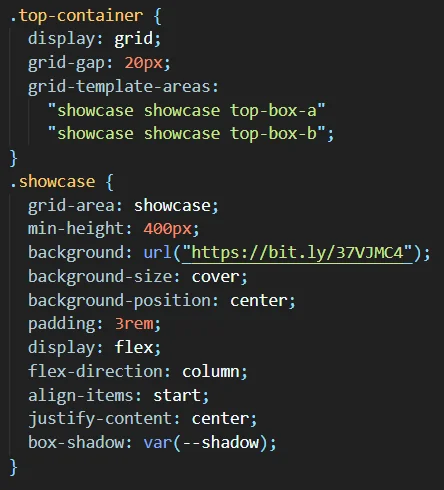 .top-container {
  display: grid;
  grid-gap: 20px;
  grid-template-areas:
    "showcase showcase top-box-a"
    "showcase showcase top-box-b";
}
.showcase {
  grid-area: showcase;
  min-height: 400px;
  background: url("https://bit.ly/37VJMC4");
  background-size: cover;
  background-position: center;
  padding: 3rem;
  display: flex;
  flex-direction: column;
  align-items: start;
  justify-content: center;
  box-shadow: var(--shadow);
}